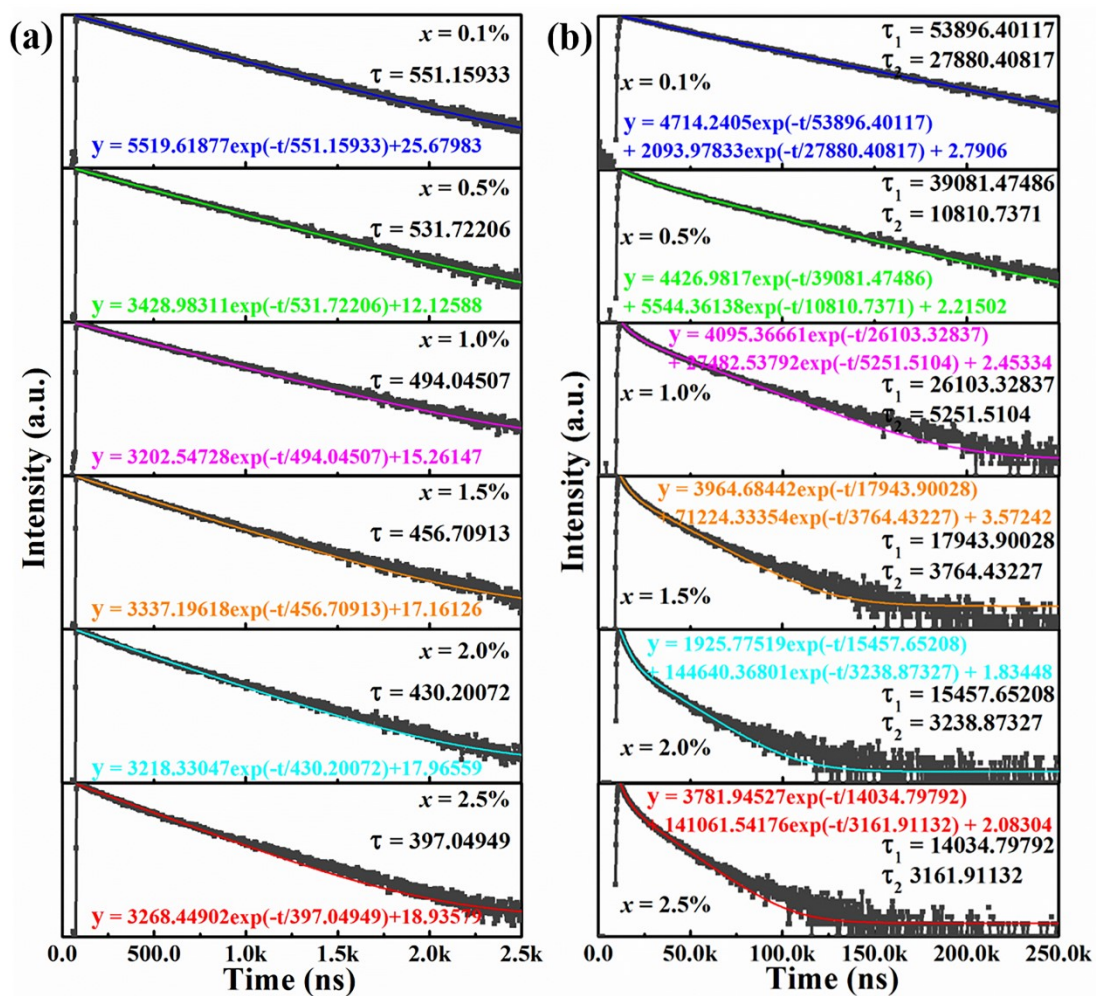 (a)
x = 0.1%
τ = 551.15933
y = 5519.61877exp(-t/551.15933)+25.67983
x = 0.5%
τ = 531.72206
y = 3428.98311exp(-t/531.72206)+12.12588
x = 1.0%
τ = 494.04507
y = 3202.54728exp(-t/494.04507)+15.26147
x = 1.5%
τ = 456.70913
y = 3337.19618exp(-t/456.70913)+17.16126
x = 2.0%
τ = 430.20072
y = 3218.33047exp(-t/430.20072)+17.96559
x = 2.5%
τ = 397.04949
y = 3268.44902exp(-t/397.04949)+18.93579
Intensity (a.u.)
0.0 500.0 1.0k 1.5k 2.0k 2.5k
Time (ns)
(b)
τ1 = 53896.40117
τ2 = 27880.40817
x = 0.1%
y = 4714.2405exp(-t/53896.40117)
+ 2093.97833exp(-t/27880.40817) + 2.7906
τ1 = 39081.47486
τ2 = 10810.7371
x = 0.5%
y = 4426.9817exp(-t/39081.47486)
+ 5544.36138exp(-t/10810.7371) + 2.21502
y = 4095.36661exp(-t/26103.32837)
+ 27482.53792exp(-t/5251.5104) + 2.45334
τ1 = 26103.32837
τ2 = 5251.5104
x = 1.0%
y = 3964.68442exp(-t/17943.90028)
+ 71224.33354exp(-t/3764.43227) + 3.57242
τ1 = 17943.90028
τ2 = 3764.43227
x = 1.5%
y = 1925.77519exp(-t/15457.65208)
+ 144640.36801exp(-t/3238.87327) + 1.83448
τ1 = 15457.65208
τ2 = 3238.87327
x = 2.0%
y = 3781.94527exp(-t/14034.79792)
+ 141061.54176exp(-t/3161.91132) + 2.08304
τ1 = 14034.79792
τ2 3161.91132
x = 2.5%
Intensity (a.u.)
0.0 50.0k 100.0k 150.0k 200.0k 250.0k
Time (ns)